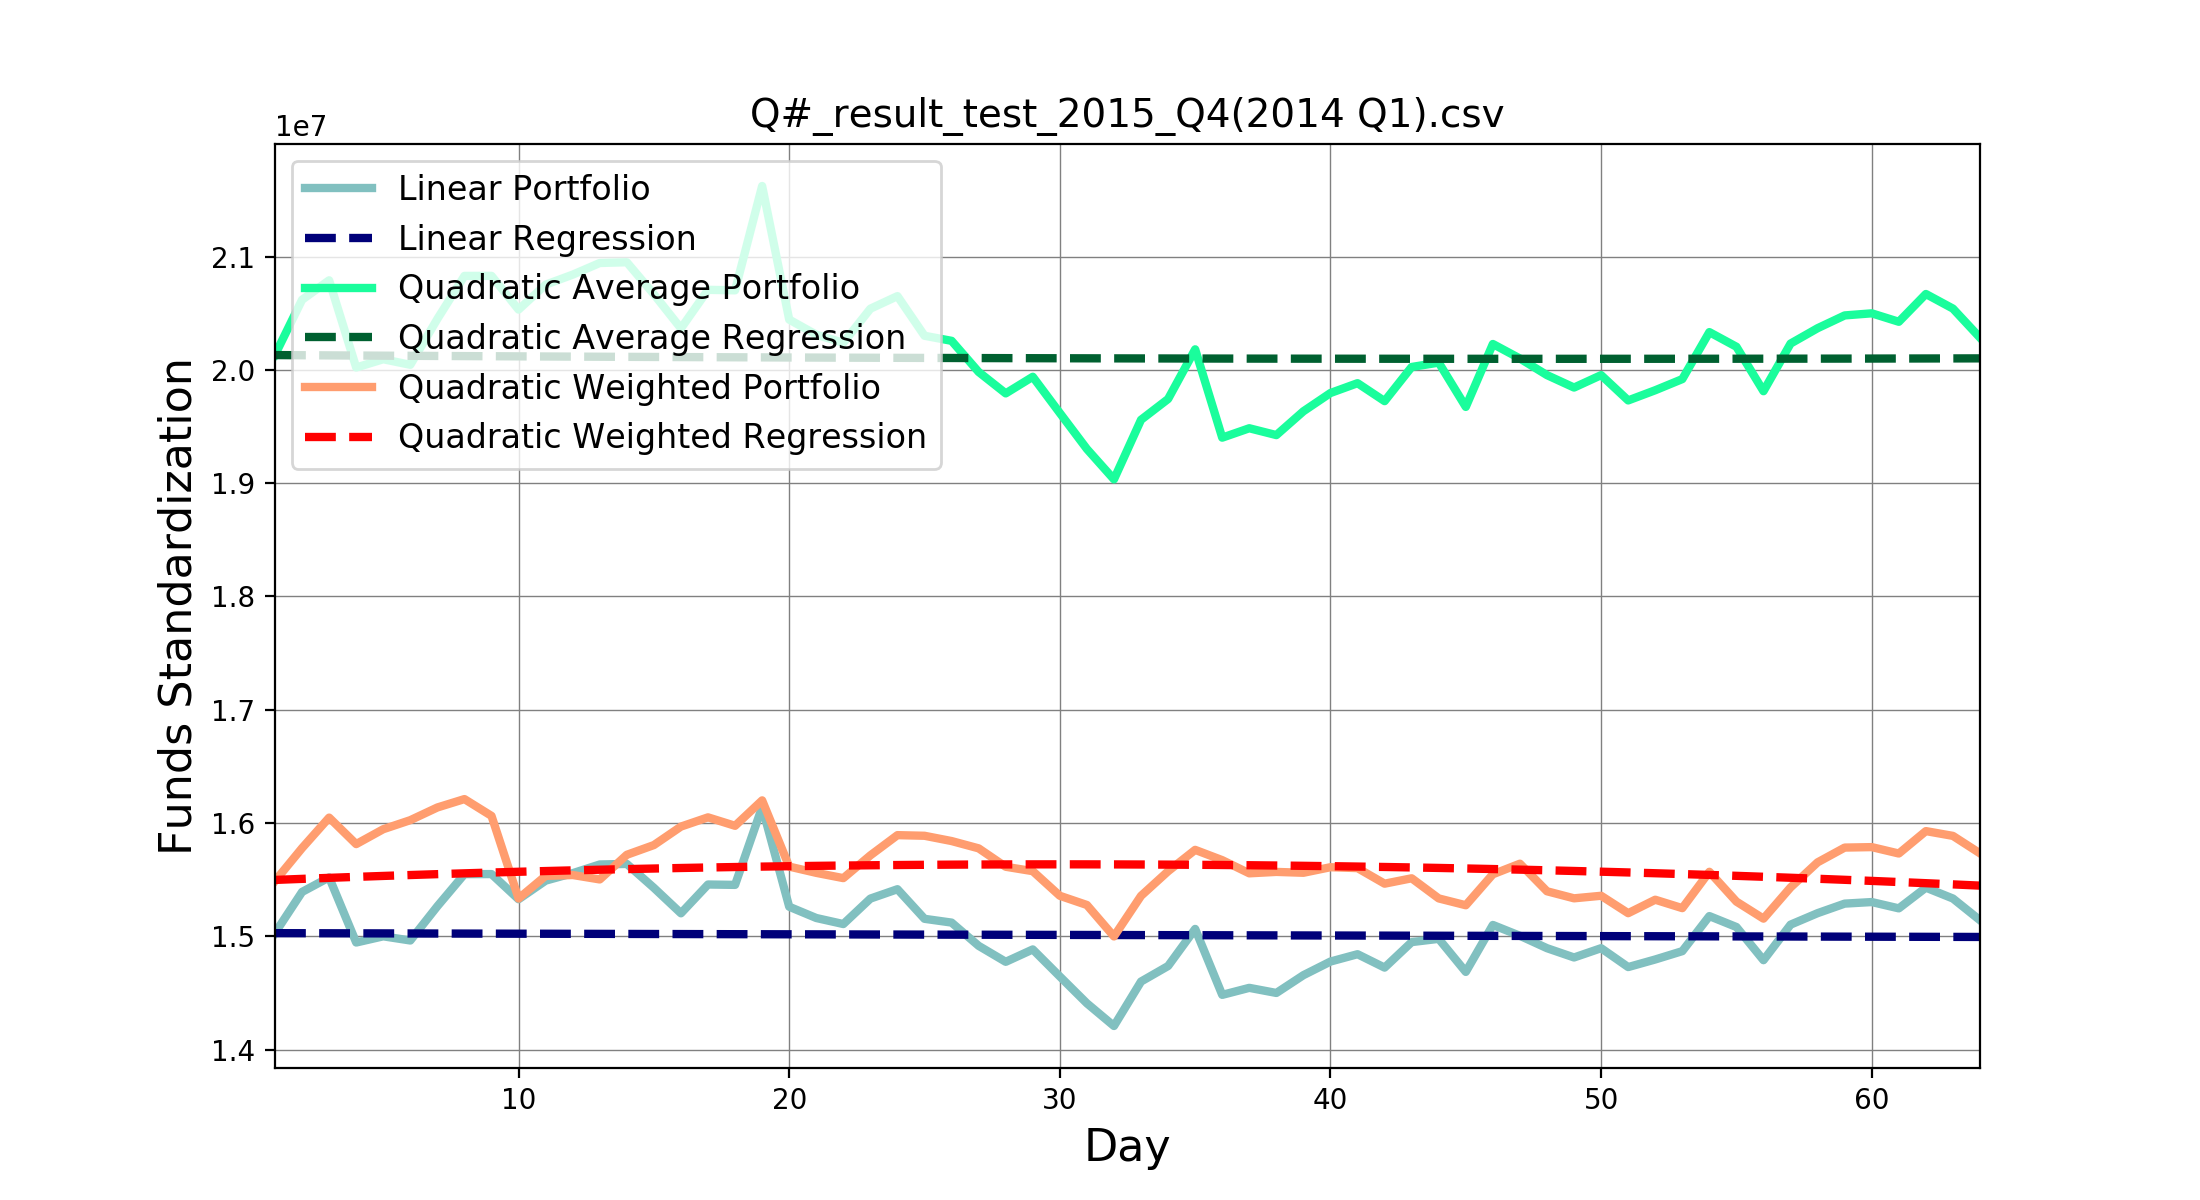 Q#_result_test_2015_Q4(2014 Q1).csv
1e7
Linear Portfolio
Linear Regression
Quadratic Average Portfolio
Quadratic Average Regression
Quadratic Weighted Portfolio
Quadratic Weighted Regression
Funds Standardization
2.1
2.0
1.9
1.8
1.7
1.6
1.5
1.4
10 20 30 40 50 60
Day